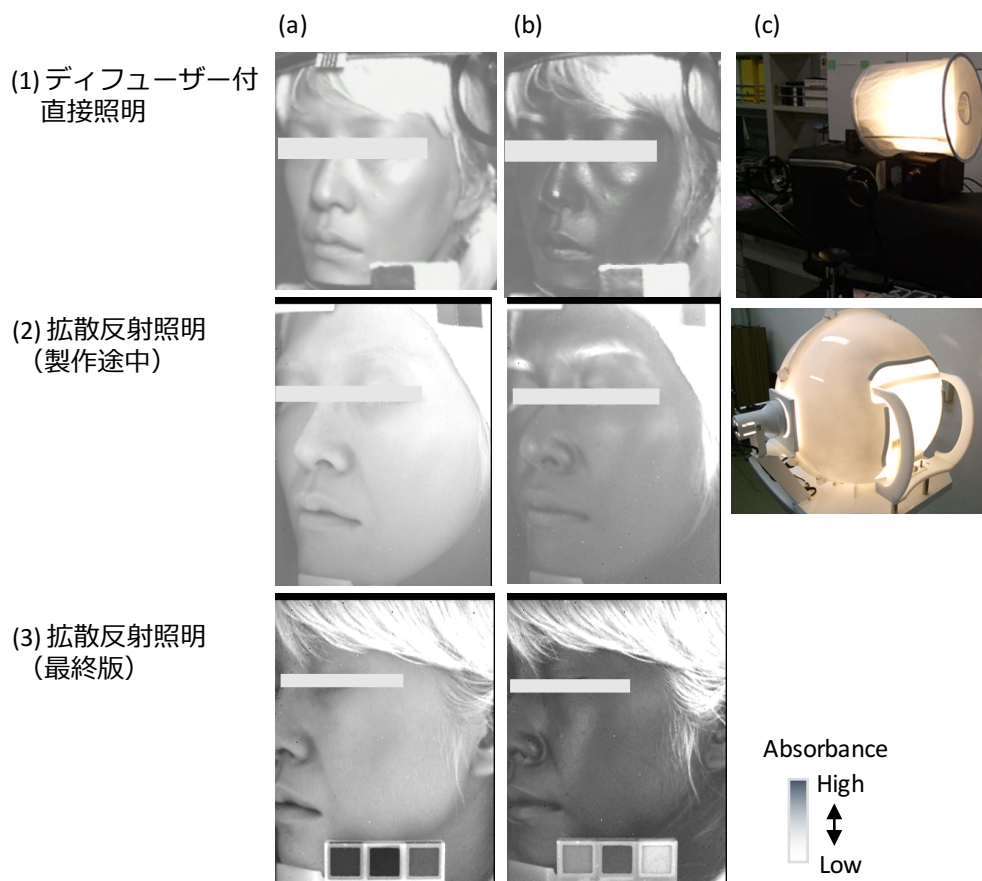 (a)
(b)
(c)
(1) ディフューザー付
直接照明
(2) 拡散反射照明
（製作途中）
(3) 拡散反射照明
（最終版）
Absorbance
High
Low